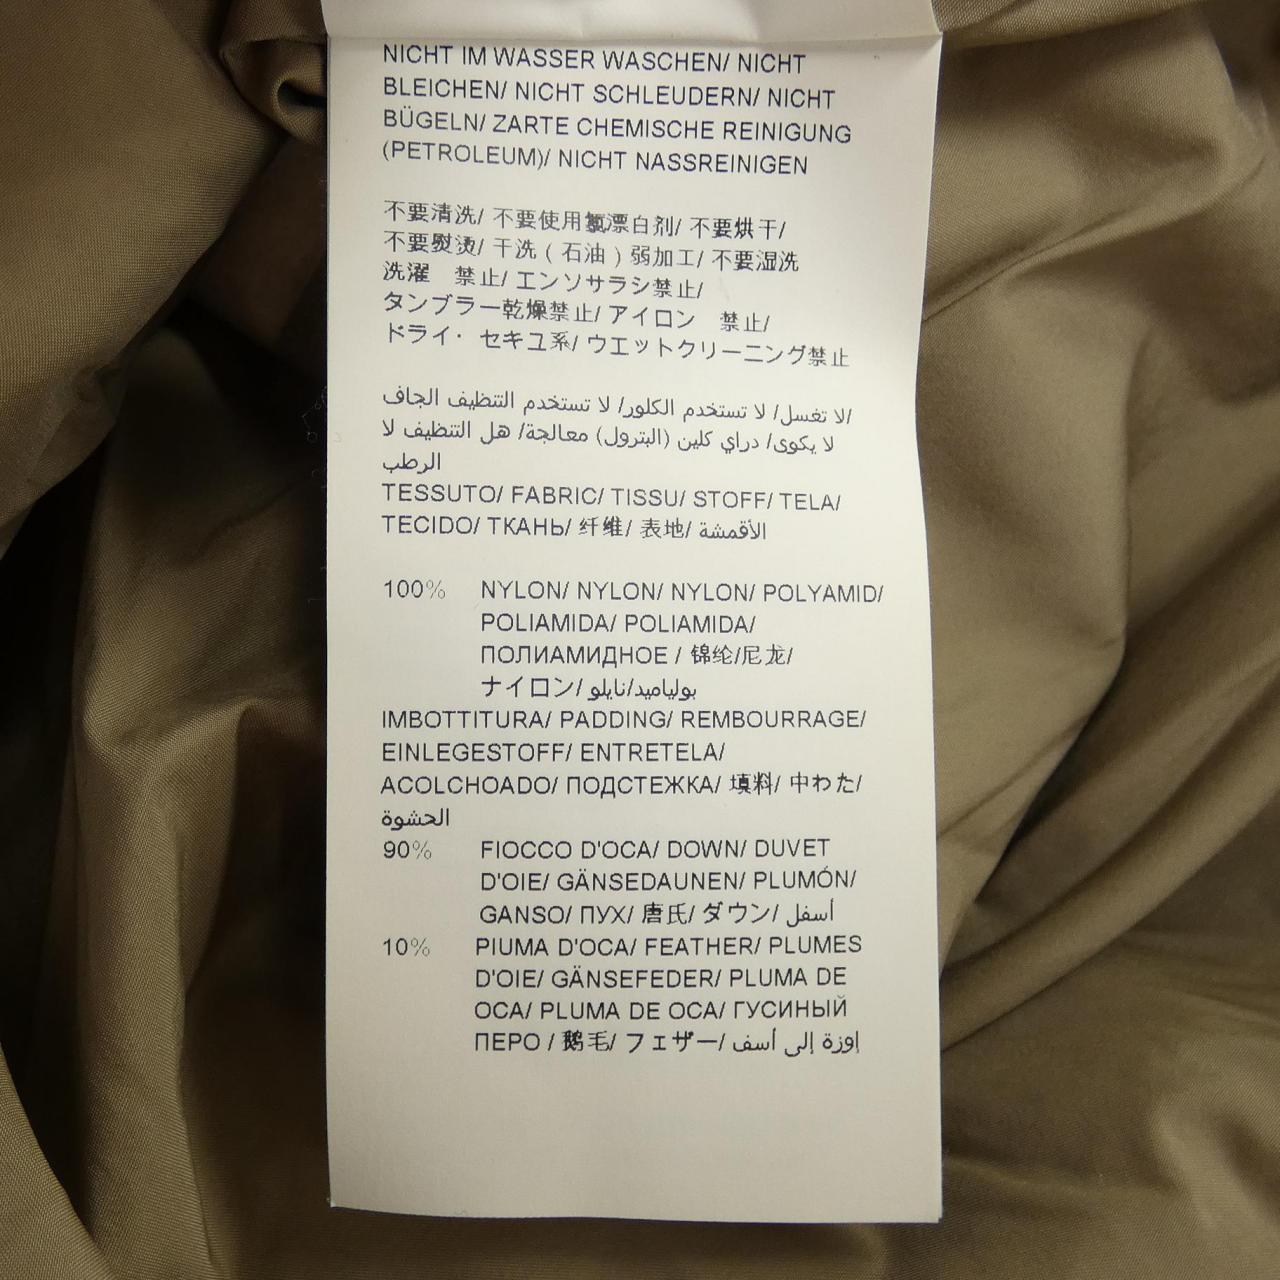 NICHT IM WASSER WASCHEN/ NICHT
BLEICHEN/ NICHT SCHLEUDERN/ NICHT
BÜGELN/ ZARTE CHEMISCHE REINIGUNG
(PETROLEUM)/ NICHT NASSREINIGEN
不要清洗/ 不要使用氯漂白剂/ 不要烘干/
不要熨烫/ 干洗 ( 石油 ) 弱加工/ 不要湿洗
洗濯 禁止/ エンソサラシ禁止/
タンブラー乾燥禁止/ アイロン 禁止/
ドライ・ セキユ系/ ウエットクリーニング禁止
لا تغسل/ لا تستخدم الكلور/ لا تستخدم التنظيف الجاف/
لا يكوى/ دراي كلين (البترول) معالجة/ هل التنظيف لا
الرطب
TESSUTO/ FABRIC/ TISSU/ STOFF/ TELA/
TECIDO/ ТКАНЬ/ 纤维/ 表地/ الأقمشة
100% NYLON/ NYLON/ NYLON/ POLYAMID/
POLIAMIDA/ POLIAMIDA/
ПОЛИАМИДНОЕ / 锦纶/尼龙/
ナイロン/ بولياميد/نايلو
IMBOTTITURA/ PADDING/ REMBOURRAGE/
EINLEGESTOFF/ ENTRETELA/
ACOLCHOADO/ ПОДСТЕЖКА/ 填料/ 中わた/
الحشوة
90% FIOCCO D'OCA/ DOWN/ DUVET
D'OIE/ GÄNSEDAUNEN/ PLUMÓN/
GANSO/ ПУХ/ 唐氏/ ダウン/ أسفل
10% PIUMA D'OCA/ FEATHER/ PLUMES
D'OIE/ GÄNSEFEDER/ PLUMA DE
OCA/ PLUMA DE OCA/ ГУСИНЫЙ
ПЕРО / 鹅毛/ フェザー/ إوزة إلى أسف